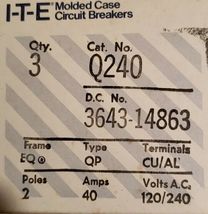 I-T-E® Molded Case
Circuit Breakers
Qty. Cat. No.
3 Q240
D.C. No.
3643-14863
Frame Type Terminals
EQ ® QP CU/AL
Poles Amps Volts A.C.
2 40 120/240